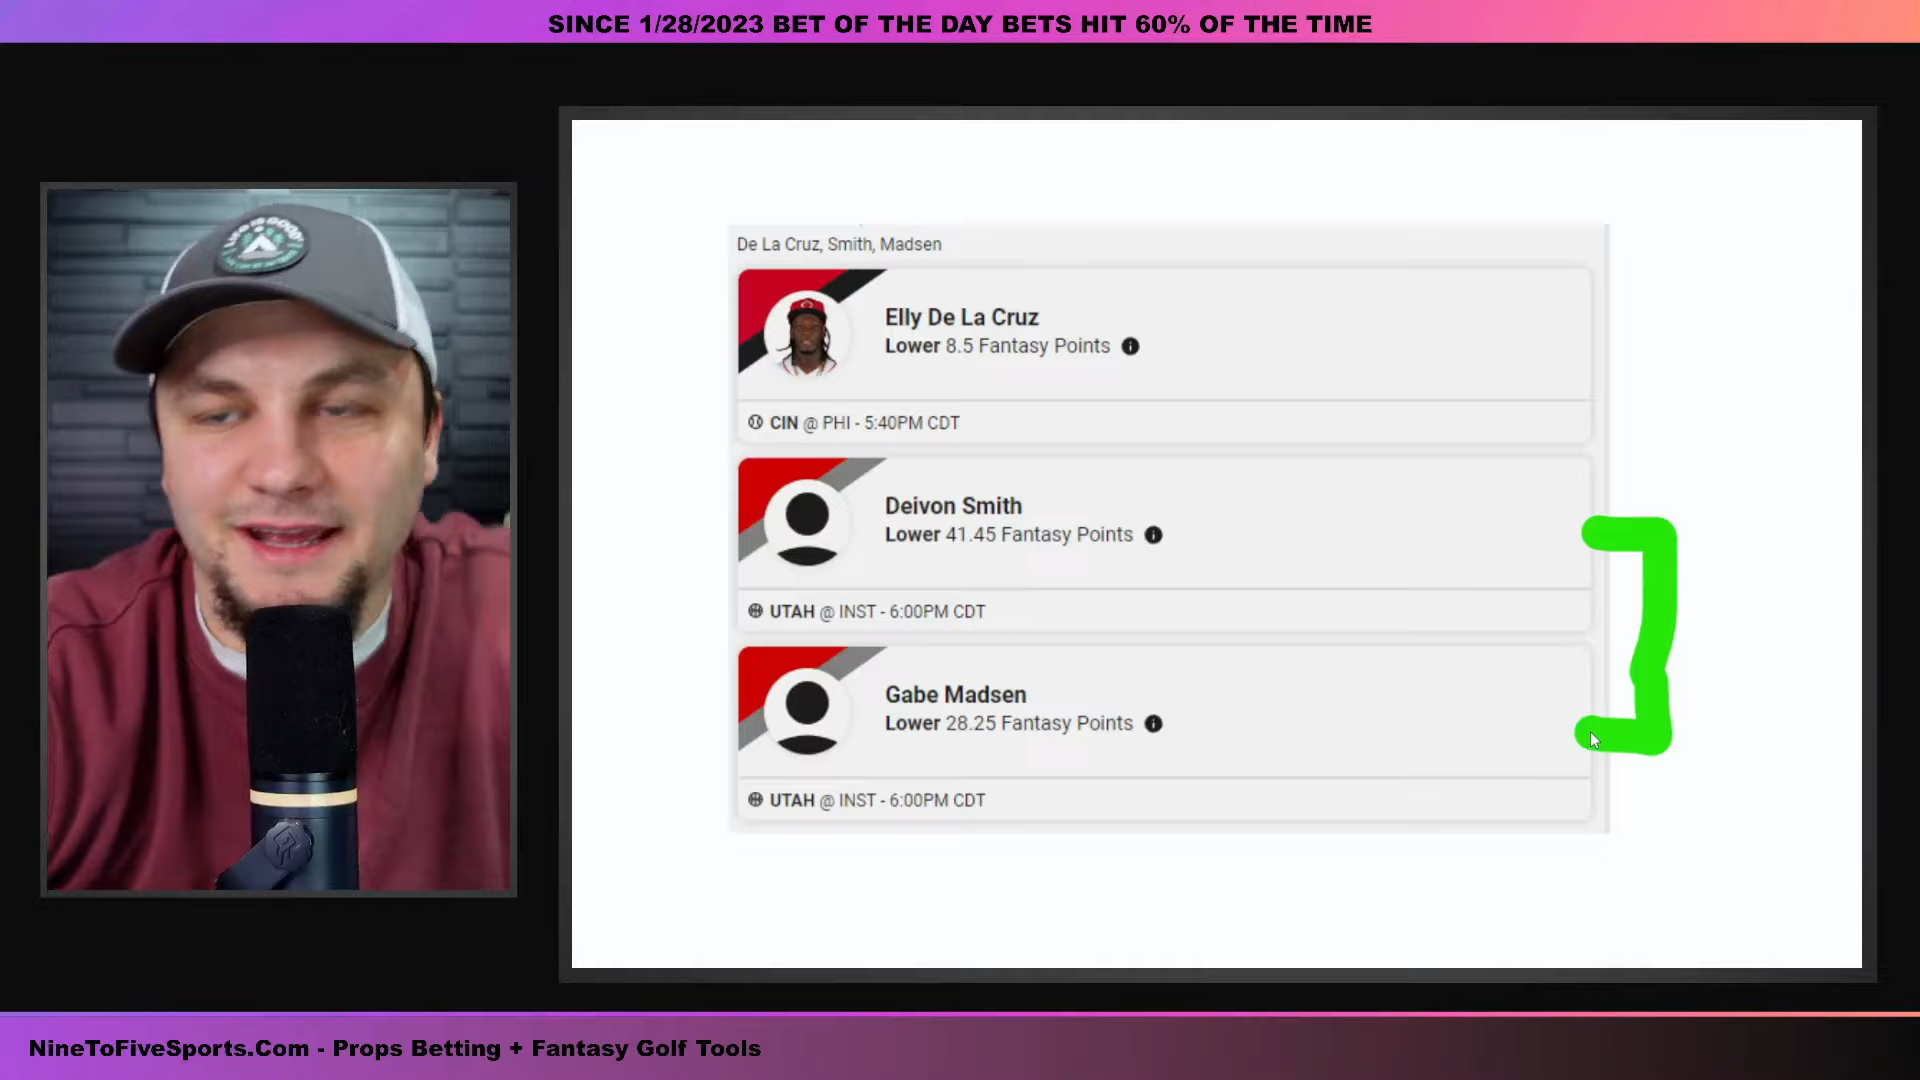 SINCE 1/28/2023 BET OF THE DAY BETS HIT 60% OF THE TIME
De La Cruz, Smith, Madsen
Elly De La Cruz
Lower 8.5 Fantasy Points
CIN @ PHI - 5:40PM CDT
Deivon Smith
Lower 41.45 Fantasy Points
UTAH @ INST - 6:00PM CDT
Gabe Madsen
Lower 28.25 Fantasy Points
UTAH @ INST - 6:00PM CDT
NineToFiveSports.Com - Props Betting + Fantasy Golf Tools